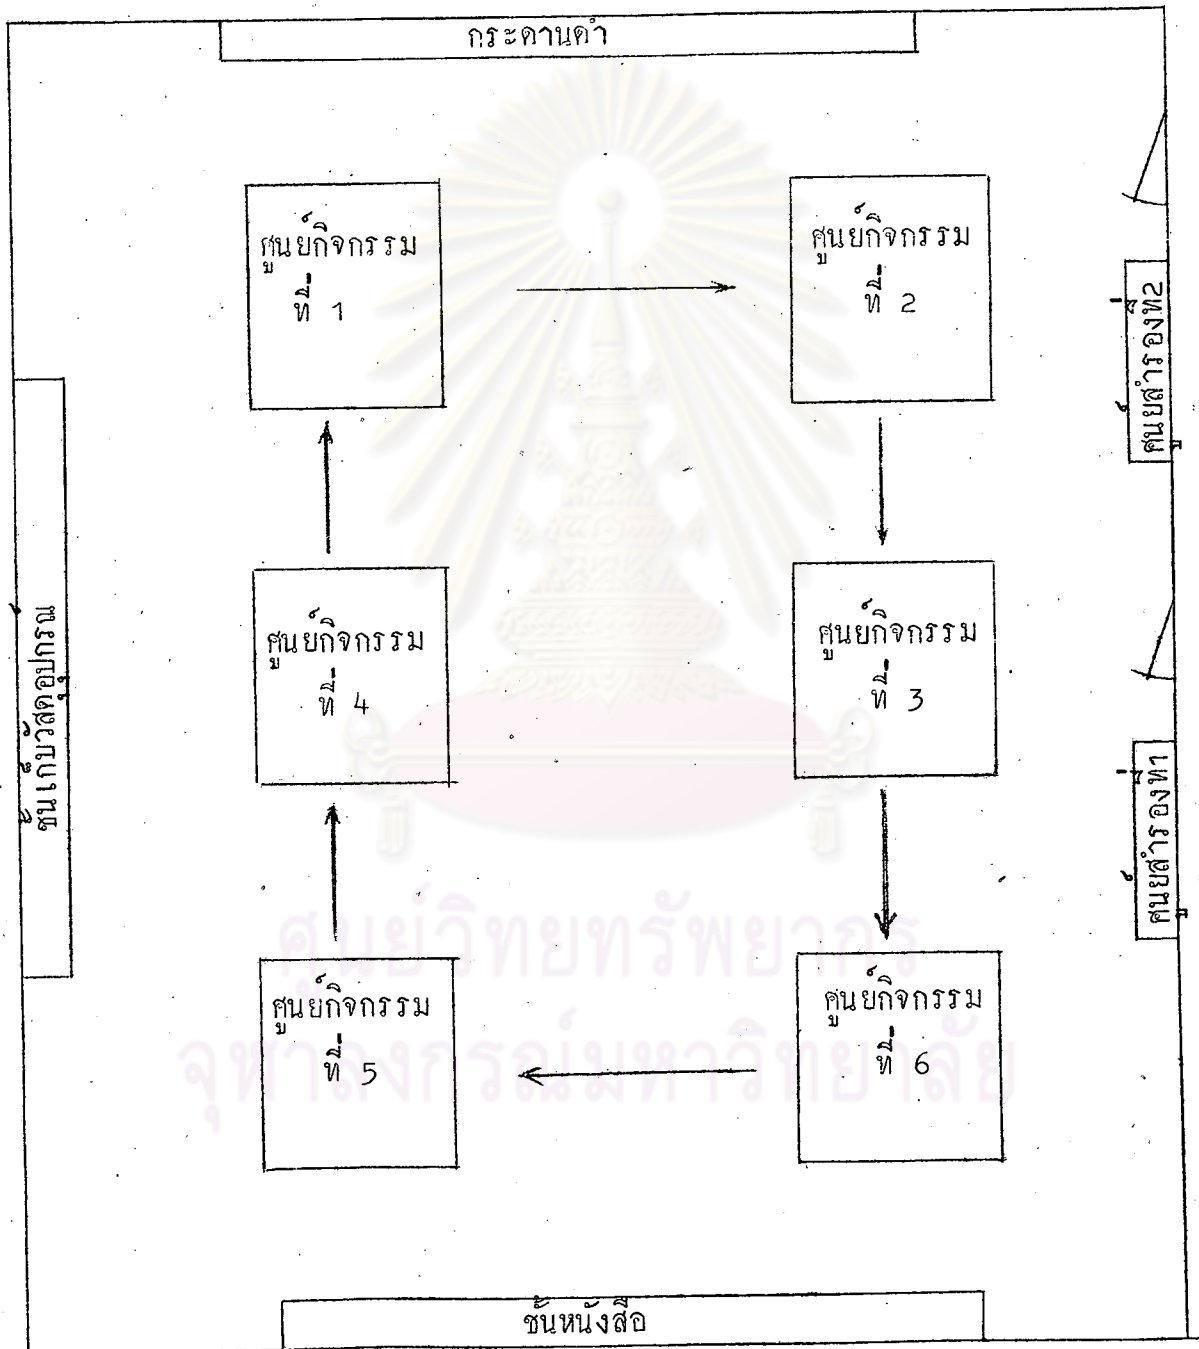 กระดานดำ
ศูนย์กิจกรรม
ที่ 1
ศูนย์กิจกรรม
ที่ 2
ศูนย์สำรองที่2
ศูนย์กิจกรรม
ที่ 4
ศูนย์กิจกรรม
ที่ 3
ชั้นเก็บวัสดุอุปกรณ์
ศูนย์สำรองที่1
ศูนย์วิทยทรัพยากร
จุฬาลงกรณ์มหาวิทยาลัย
ศูนย์กิจกรรม
ที่ 5
ศูนย์กิจกรรม
ที่ 6
ชั้นหนังสือ